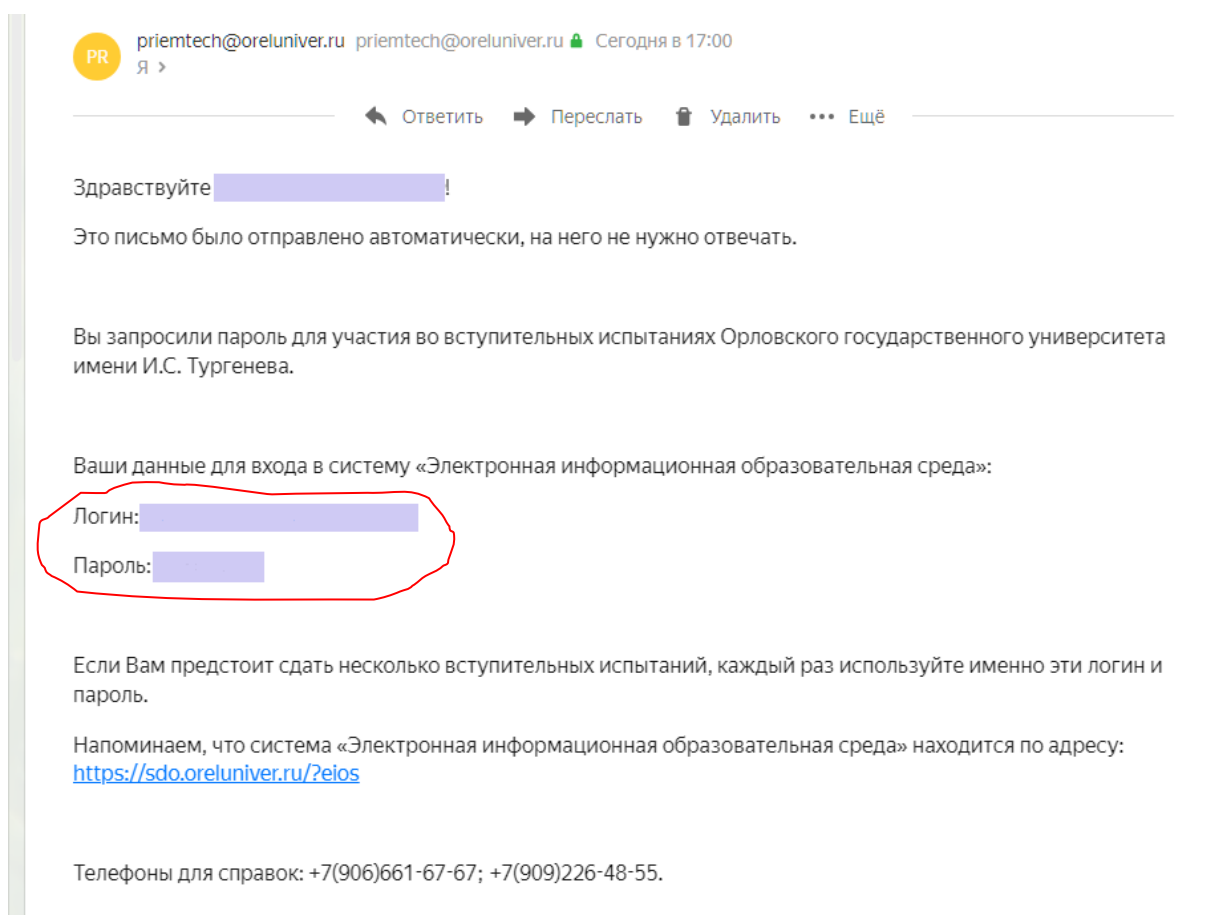 PR
priemtech@oreluniver.ru priemtech@oreluniver.ru Сегодня в 17:00
Я >
Ответить Переслать Удалить ••• Ещё
Здравствуйте !
Это письмо было отправлено автоматически, на него не нужно отвечать.
Вы запросили пароль для участия во вступительных испытаниях Орловского государственного университета
имени И.С. Тургенева.
Ваши данные для входа в систему «Электронная информационная образовательная среда»:
Логин:
Пароль:
Если Вам предстоит сдать несколько вступительных испытаний, каждый раз используйте именно эти логин и
пароль.
Напоминаем, что система «Электронная информационная образовательная среда» находится по адресу:
https://sdo.oreluniver.ru/?eios
Телефоны для справок: +7(906)661-67-67; +7(909)226-48-55.